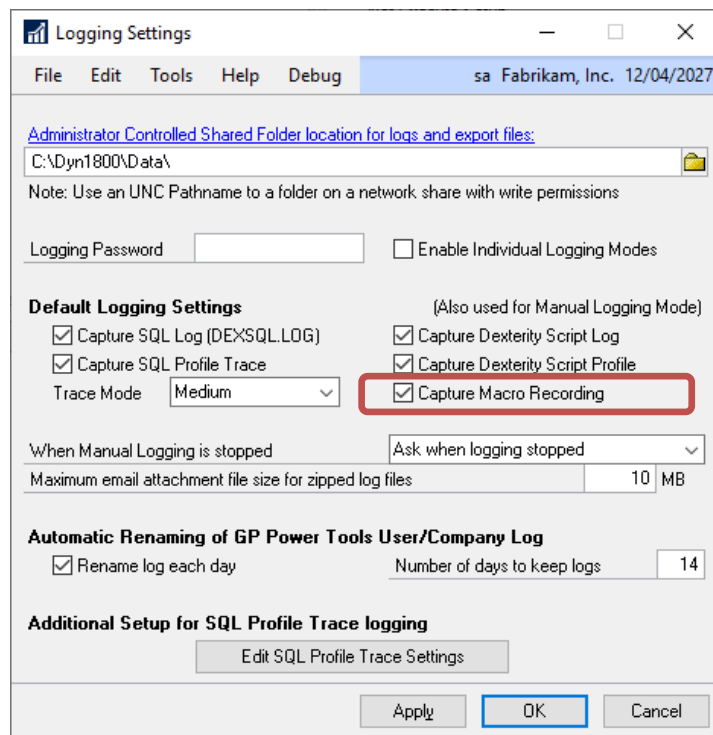 Logging Settings
File Edit Tools Help Debug sa Fabrikam, Inc. 12/04/2027
Administrator Controlled Shared Folder location for logs and export files:
C:\Dyn1800\Data\
Note: Use an UNC Pathname to a folder on a network share with write permissions
Logging Password Enable Individual Logging Modes
Default Logging Settings (Also used for Manual Logging Mode)
Capture SQL Log (DEXSQL.LOG) Capture Dexterity Script Log
Capture SQL Profile Trace Capture Dexterity Script Profile
Trace Mode Medium Capture Macro Recording
When Manual Logging is stopped Ask when logging stopped
Maximum email attachment file size for zipped log files 10 MB
Automatic Renaming of GP Power Tools User/Company Log
Rename log each day Number of days to keep logs 14
Additional Setup for SQL Profile Trace logging
Edit SQL Profile Trace Settings
Apply OK Cancel